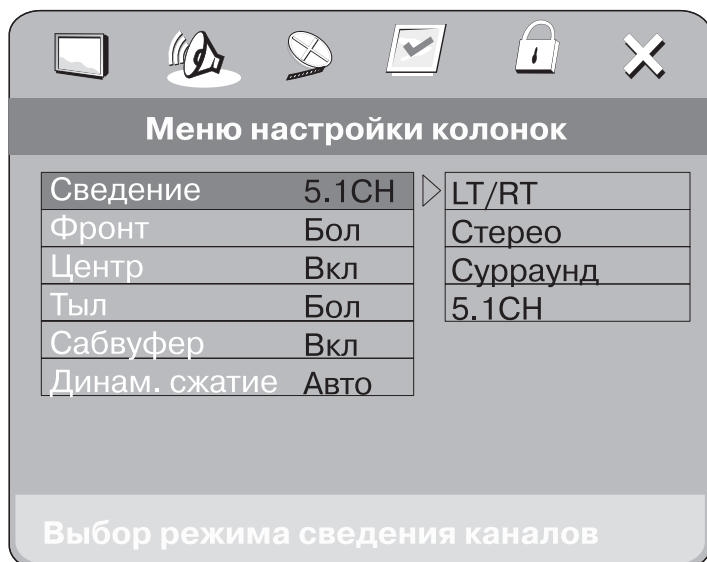 Меню настройки колонок
Сведение 5.1CH LT/RT
Фронт Бол Стерео
Центр Вкл Сурраунд
Тыл Бол 5.1CH
Сабвуфер Вкл
Динам. сжатие Авто
Выбор режима сведения каналов